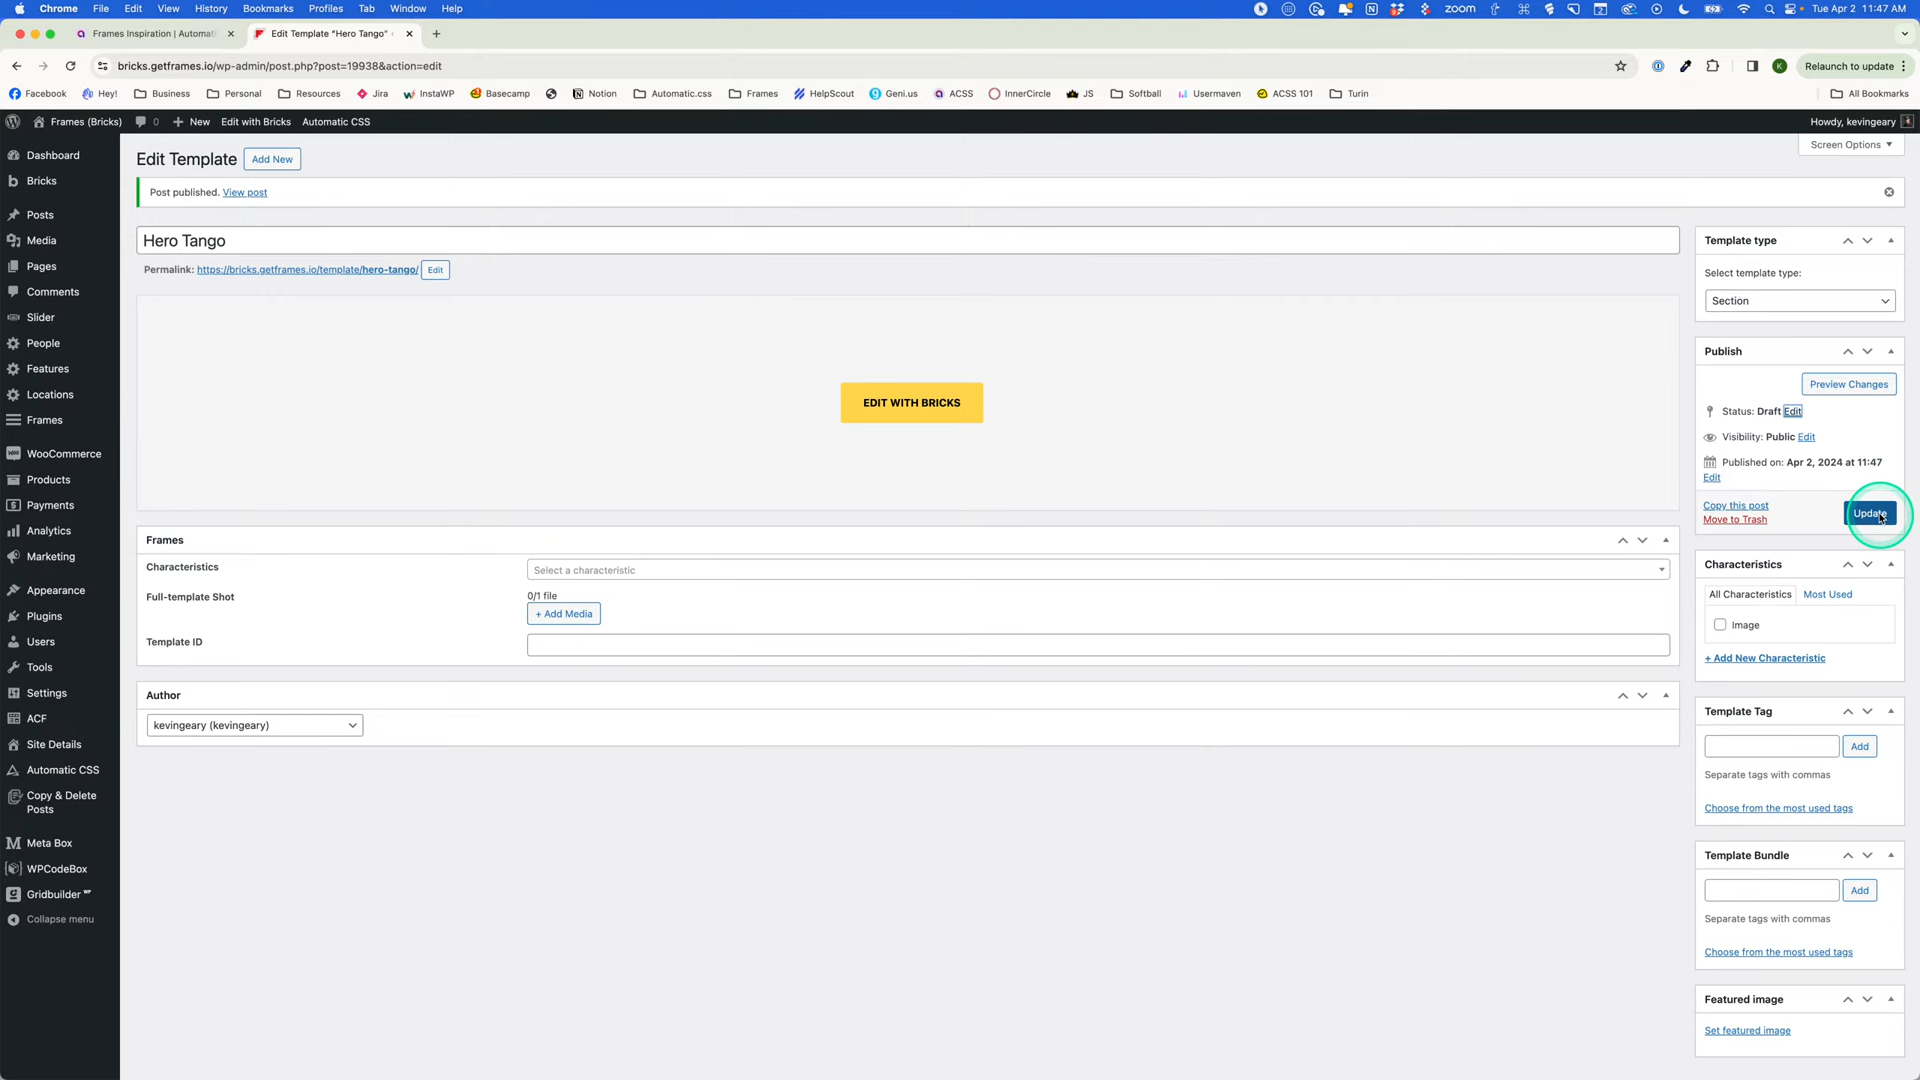 Chrome File Edit View History Bookmarks Profiles Tab Window Help
zoom
Tue Apr 2 11:47 AM
Frames Inspiration | Automati
Edit Template "Hero Tango"
bricks.getframes.io/wp-admin/post.php?post=19938&action=edit
Relaunch to update
Facebook Hey! Business Personal Resources Jira InstaWP Basecamp Notion Automatic.css Frames HelpScout Geni.us ACSS InnerCircle JS Softball Usermaven ACSS 101 Turin All Bookmarks
Frames (Bricks) 0 New Edit with Bricks Automatic CSS Howdy, kevingeary
Screen Options
Dashboard
Bricks
Posts
Media
Pages
Comments
Slider
People
Features
Locations
Frames
WooCommerce
Products
Payments
Analytics
Marketing
Appearance
Plugins
Users
Tools
Settings
ACF
Site Details
Automatic CSS
Copy & Delete
Posts
Meta Box
WPCodeBox
Gridbuilder WP
Collapse menu
Edit Template Add New
Post published. View post
Hero Tango
Permalink: https://bricks.getframes.io/template/hero-tango/ Edit
EDIT WITH BRICKS
Frames
Characteristics Select a characteristic
Full-template Shot 0/1 file
+ Add Media
Template ID
Author
kevingeary (kevingeary)
Template type
Select template type:
Section
Publish
Preview Changes
Status: Draft Edit
Visibility: Public Edit
Published on: Apr 2, 2024 at 11:47
Edit
Copy this post
Move to Trash
Update
Characteristics
All Characteristics Most Used
Image
+ Add New Characteristic
Template Tag
Add
Separate tags with commas
Choose from the most used tags
Template Bundle
Add
Separate tags with commas
Choose from the most used tags
Featured image
Set featured image